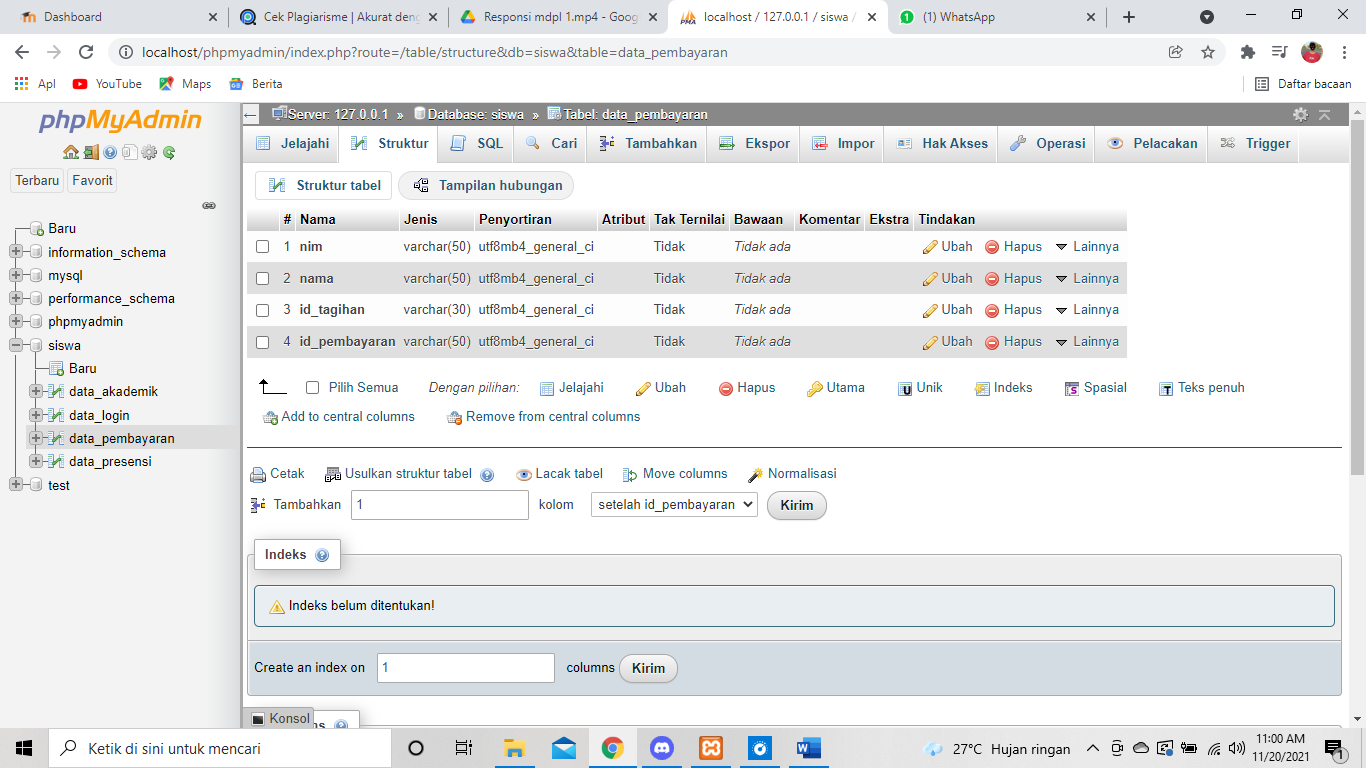 Dashboard
Cek Plagiarisme | Akurat den
Responsi mdpl 1.mp4 - Goog
localhost / 127.0.0.1 / siswa /
(1) WhatsApp
localhost/phpmyadmin/index.php?route=/table/structure&db=siswa&table=data_pembayaran
Apl YouTube Maps Berita Daftar bacaan
phpMyAdmin
Terbaru Favorit
Baru
information_schema
mysql
performance_schema
phpmyadmin
siswa
Baru
data_akademik
data_login
data_pembayaran
data_presensi
test
Server: 127.0.0.1 » Database: siswa » Tabel: data_pembayaran
Jelajahi Struktur SQL Cari Tambahkan Ekspor Impor Hak Akses Operasi Pelacakan Trigger
Struktur tabel Tampilan hubungan
# Nama Jenis Penyortiran Atribut Tak Ternilai Bawaan Komentar Ekstra Tindakan
1 nim varchar(50) utf8mb4_general_ci Tidak Tidak ada Ubah Hapus Lainnya
2 nama varchar(50) utf8mb4_general_ci Tidak Tidak ada Ubah Hapus Lainnya
3 id_tagihan varchar(30) utf8mb4_general_ci Tidak Tidak ada Ubah Hapus Lainnya
4 id_pembayaran varchar(50) utf8mb4_general_ci Tidak Tidak ada Ubah Hapus Lainnya
Pilih Semua Dengan pilihan: Jelajahi Ubah Hapus Utama Unik Indeks Spasial Teks penuh
Add to central columns Remove from central columns
Cetak Usulkan struktur tabel Lacak tabel Move columns Normalisasi
Tambahkan 1 kolom setelah id_pembayaran Kirim
Indeks
Indeks belum ditentukan!
Create an index on 1 columns Kirim
Konsol
Ketik di sini untuk mencari
27°C Hujan ringan
11:00 AM
11/20/2021
1